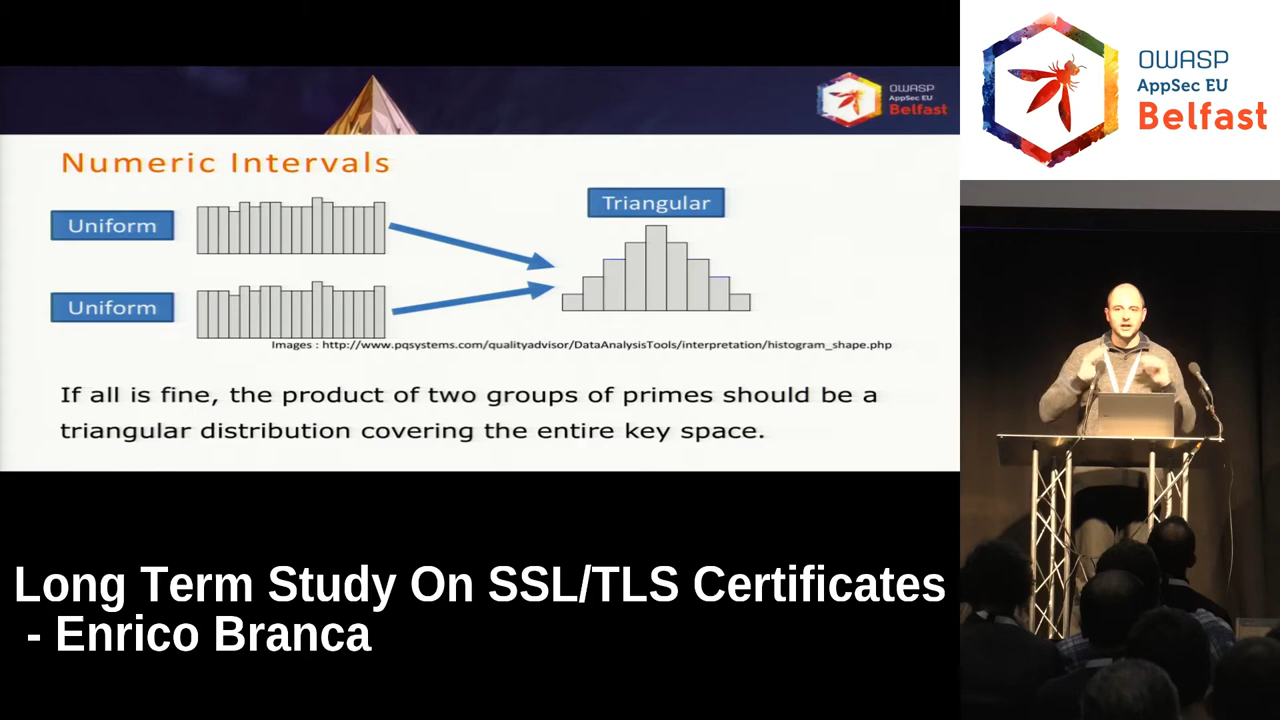 OWASP
AppSec EU
Belfast
Numeric Intervals
Uniform
Triangular
Uniform
Images : http://www.pqsystems.com/qualityadvisor/DataAnalysisTools/interpretation/histogram_shape.php
If all is fine, the product of two groups of primes should be a
triangular distribution covering the entire key space.
Long Term Study On SSL/TLS Certificates
- Enrico Branca
OWASP
AppSec EU
Belfast